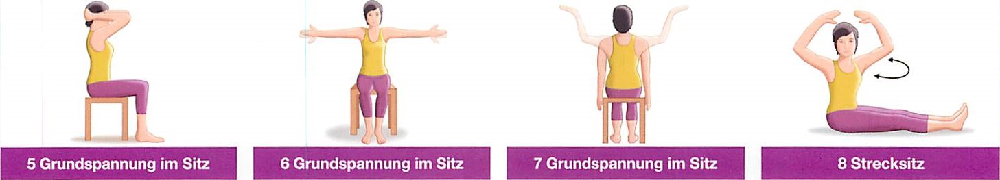 5 Grundspannung im Sitz
6 Grundspannung im Sitz
7 Grundspannung im Sitz
8 Strecksitz